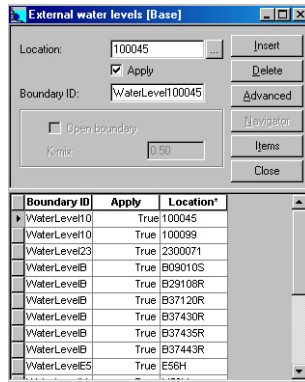 External water levels [Base]
Location:
100045
...
Insert
Apply
Delete
Boundary ID:
WaterLevel100045
Advanced
Open boundary
Navigator
K-mix:
0.50
Items
Close
Boundary ID Apply Location*
WaterLevel10 True 100045
WaterLevel10 True 100099
WaterLevel23 True 2300071
WaterLevelB True B09010S
WaterLevelB True B29108R
WaterLevelB True B37120R
WaterLevelB True B37430R
WaterLevelB True B37435R
WaterLevelB True B37443R
WaterLevelE5 True E56H